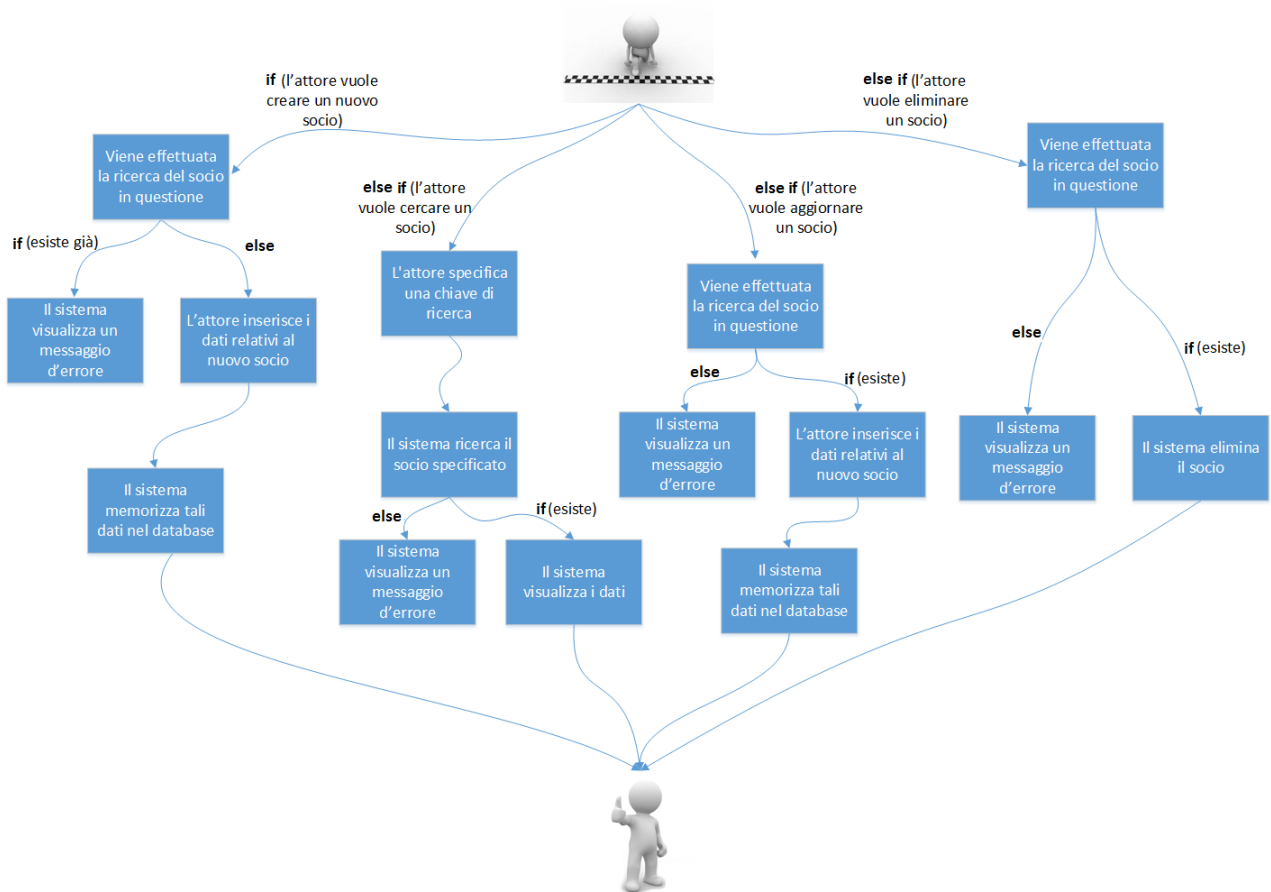 if (l'attore vuole
creare un nuovo
socio)
else if (l'attore
vuole eliminare
un socio)
Viene effettuata
la ricerca del socio
in questione
Viene effettuata
la ricerca del socio
in questione
else if (l'attore
vuole cercare un
socio)
else if (l'attore
vuole aggiornare
un socio)
if (esiste già)
else
L'attore specifica
una chiave di
ricerca
Viene effettuata
la ricerca del socio
in questione
Il sistema
visualizza un
messaggio
d'errore
L'attore inserisce i
dati relativi al
nuovo socio
else
if (esiste)
else
if (esiste)
Il sistema ricerca il
socio specificato
Il sistema
visualizza un
messaggio
d'errore
L'attore inserisce i
dati relativi al
nuovo socio
Il sistema
visualizza un
messaggio
d'errore
Il sistema elimina
il socio
Il sistema
memorizza tali
dati nel database
else
if (esiste)
Il sistema
visualizza un
messaggio
d'errore
Il sistema
visualizza i dati
Il sistema
memorizza tali
dati nel database